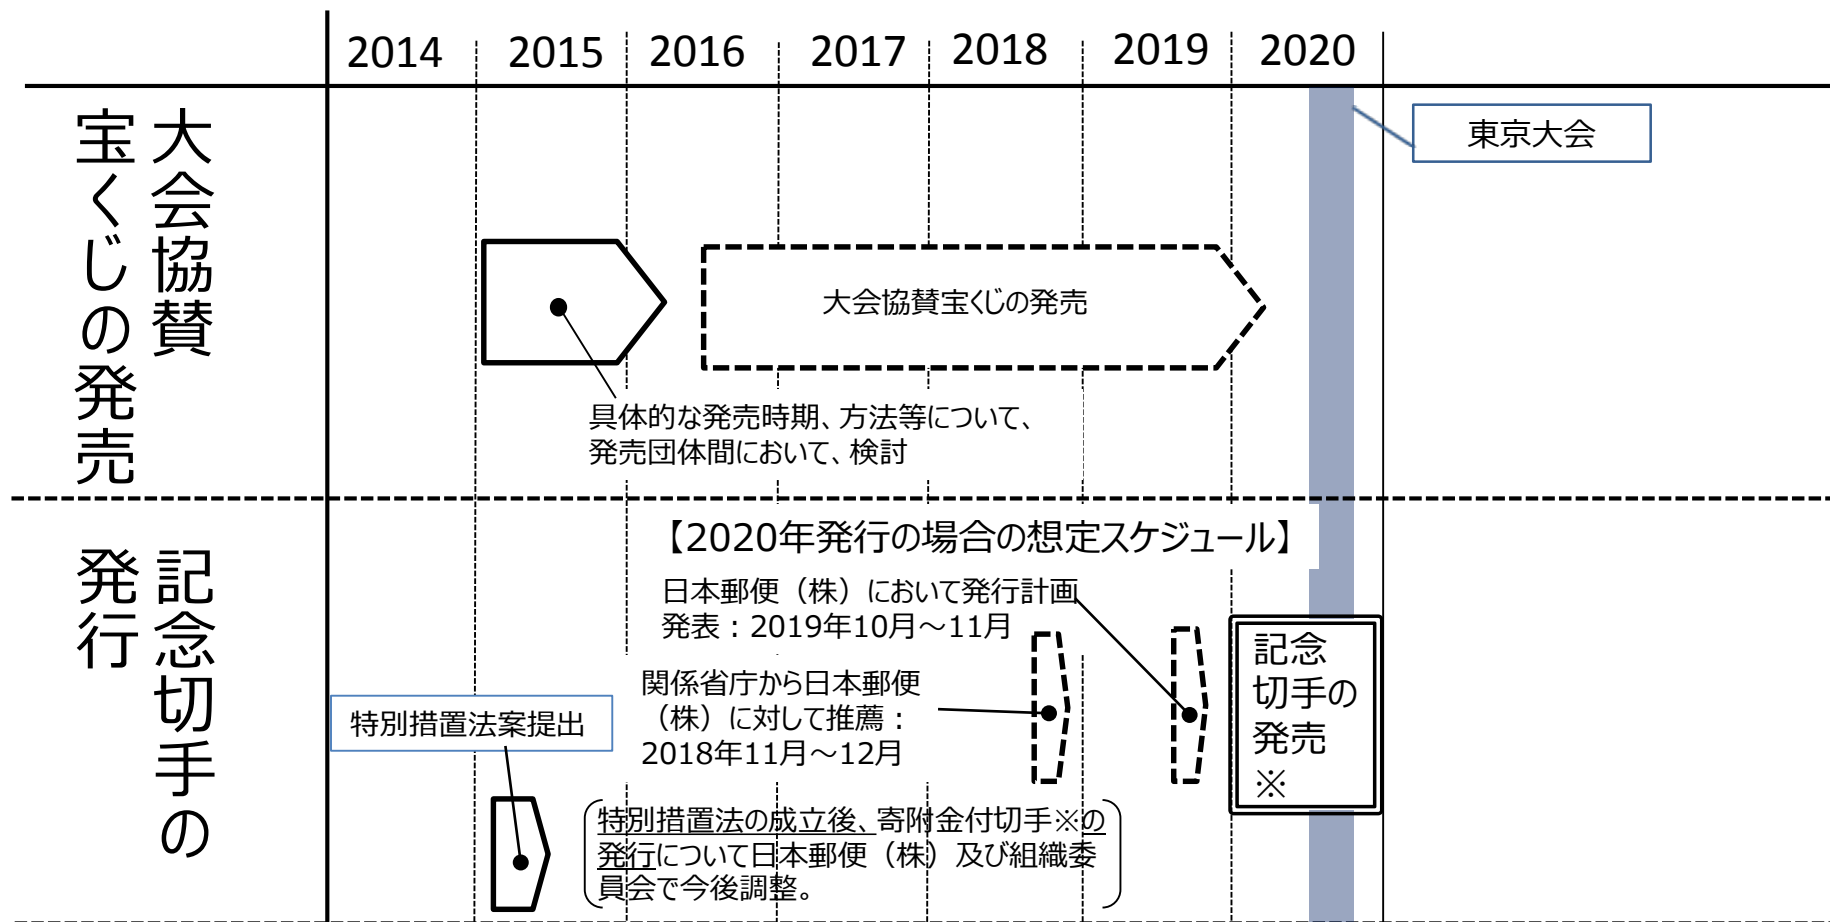 2014 2015 2016 2017 2018 2019 2020
東京大会
大会協賛
宝くじの発売
大会協賛宝くじの発売
具体的な発売時期、方法等について、
発売団体間において、検討
記念切手の
発行
【2020年発行の場合の想定スケジュール】
日本郵便（株）において発行計画
発表：2019年10月～11月
関係省庁から日本郵便
（株）に対して推薦：
2018年11月～12月
特別措置法案提出
記念
切手の
発売
※
特別措置法の成立後、寄附金付切手※の
発行について日本郵便（株）及び組織委
員会で今後調整。